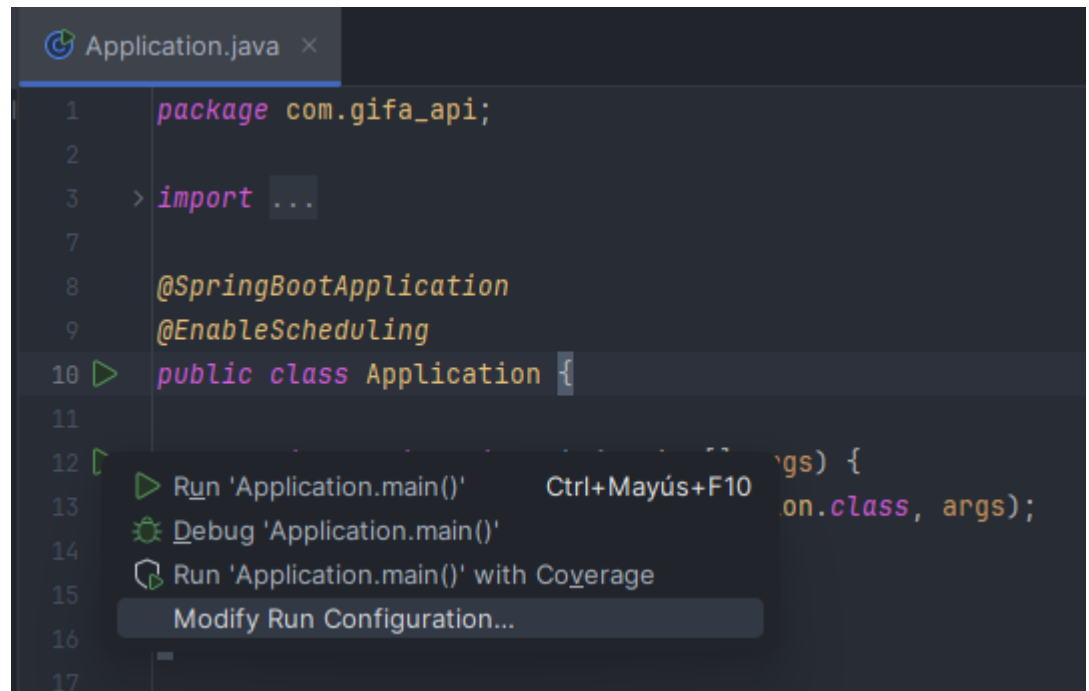 Application.java ×
1 package com.gifa_api;
2
3 > import ...
7
8 @SpringBootApplication
9 @EnableScheduling
10 public class Application {
11
12 args) {
Run 'Application.main()' Ctrl+Mayús+F10
13 .class, args);
Debug 'Application.main()'
14
Run 'Application.main()' with Coverage
15
Modify Run Configuration...
16
17